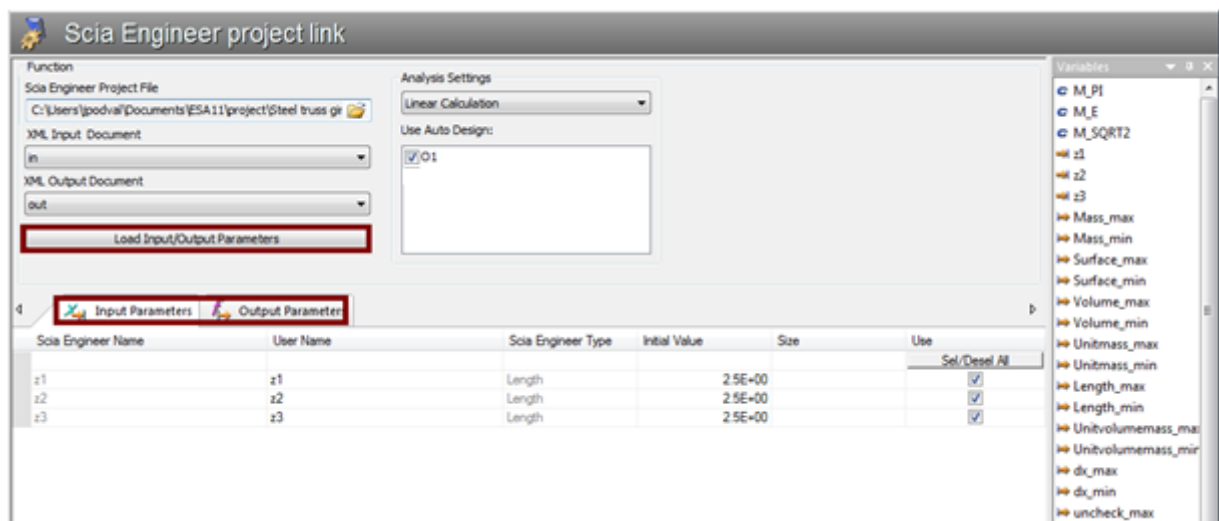 Scia Engineer project link
Function
Scia Engineer Project File
C:\Users\jpodval\Documents\ESA11\project\Steel truss gir
XML Input Document
in
XML Output Document
out
Load Input/Output Parameters
Analysis Settings
Linear Calculation
Use Auto Design:
O1
Input Parameters
Output Parameter
Scia Engineer Name User Name Scia Engineer Type Initial Value Size Use
Sel/Desel All
z1 z1 Length 2.5E+00
z2 z2 Length 2.5E+00
z3 z3 Length 2.5E+00
Variables
M_PI
M_E
M_SQRT2
z1
z2
z3
Mass_max
Mass_min
Surface_max
Surface_min
Volume_max
Volume_min
Unitmass_max
Unitmass_min
Length_max
Length_min
Unitvolumemass_max
Unitvolumemass_min
dx_max
dx_min
uncheck_max